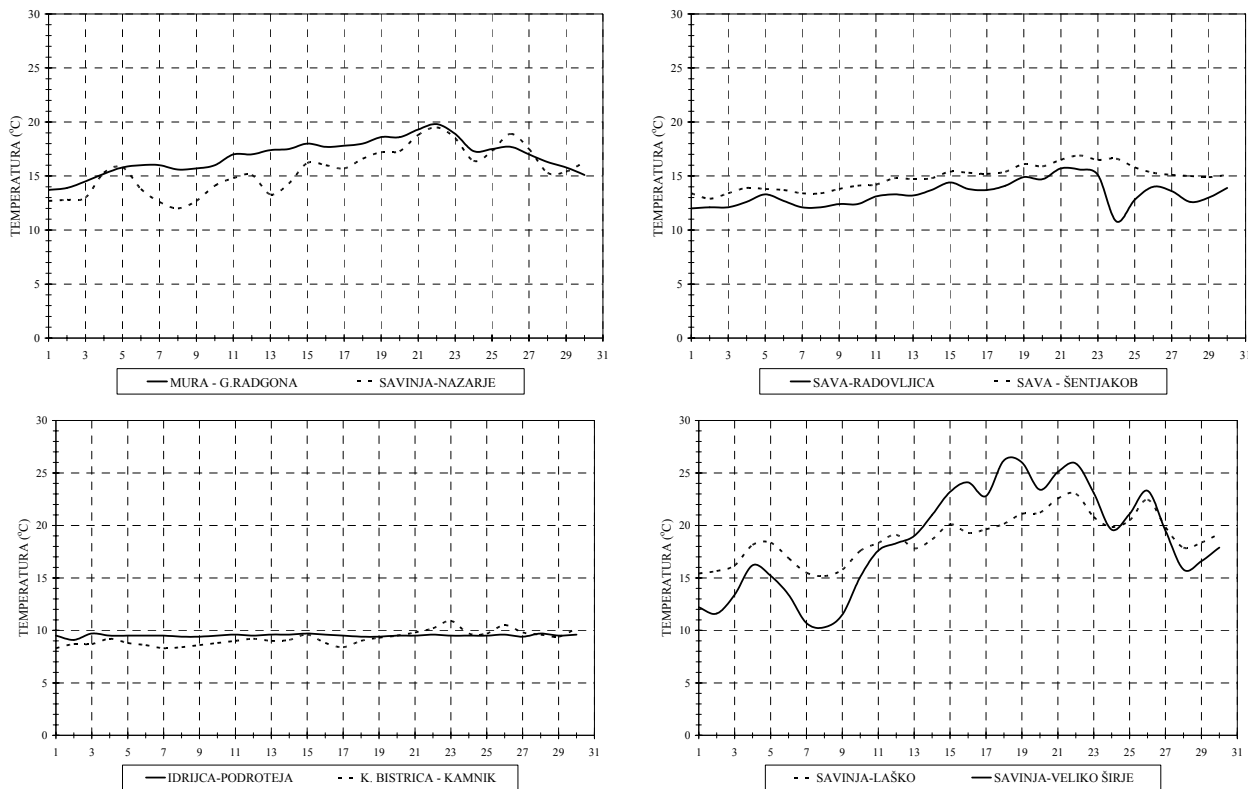 30
25
20
15
10
5
0
TEMPERATURA (°C)
1 3 5 7 9 11 13 15 17 19 21 23 25 27 29 31
MURA - G.RADGONA SAVINJA-NAZARJE
30
25
20
15
10
5
0
TEMPERATURA (°C)
1 3 5 7 9 11 13 15 17 19 21 23 25 27 29 31
SAVA-RADOVLJICA SAVA - ŠENTJAKOB
30
25
20
15
10
5
0
TEMPERATURA (°C)
1 3 5 7 9 11 13 15 17 19 21 23 25 27 29 31
IDRIJCA-PODROTEJA K. BISTRICA - KAMNIK
30
25
20
15
10
5
0
TEMPERATURA (°C)
1 3 5 7 9 11 13 15 17 19 21 23 25 27 29 31
SAVINJA-LAŠKO SAVINJA-VELIKO ŠIRJE